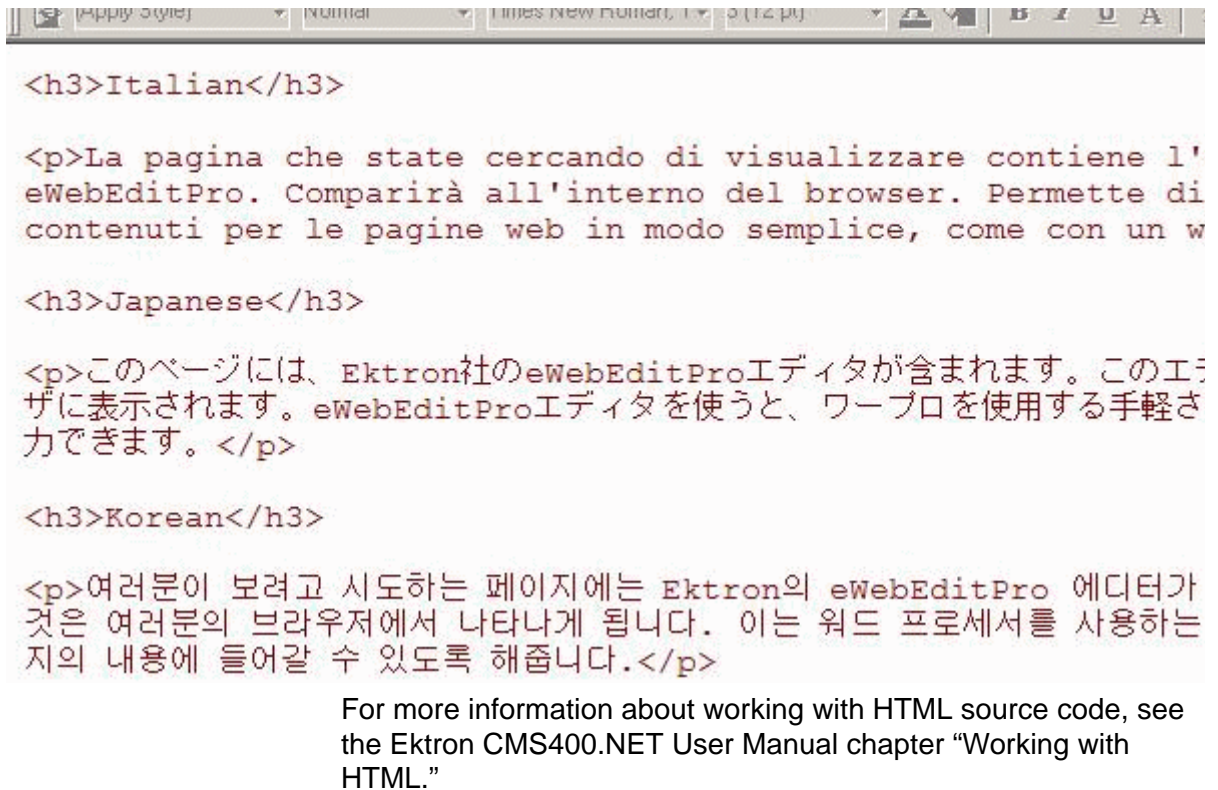 (Apply Style) Normal Times New Roman, T 3 (12 pt) A B I U A
<h3>Italian</h3>
<p>La pagina che state cercando di visualizzare contiene l'
eWebEditPro. Comparirà all'interno del browser. Permette di
contenuti per le pagine web in modo semplice, come con un w
<h3>Japanese</h3>
<p>このページには、Ektron社のeWebEditProエディタが含まれます。このエデ
ザに表示されます。eWebEditProエディタを使うと、ワープロを使用する手軽さ
力できます。</p>
<h3>Korean</h3>
<p>여러분이 보려고 시도하는 페이지에는 Ektron의 eWebEditPro 에디터가
것은 여러분의 브라우저에서 나타나게 됩니다. 이는 워드 프로세서를 사용하는
지의 내용에 들어갈 수 있도록 해줍니다.</p>
For more information about working with HTML source code, see
the Ektron CMS400.NET User Manual chapter “Working with
HTML.”